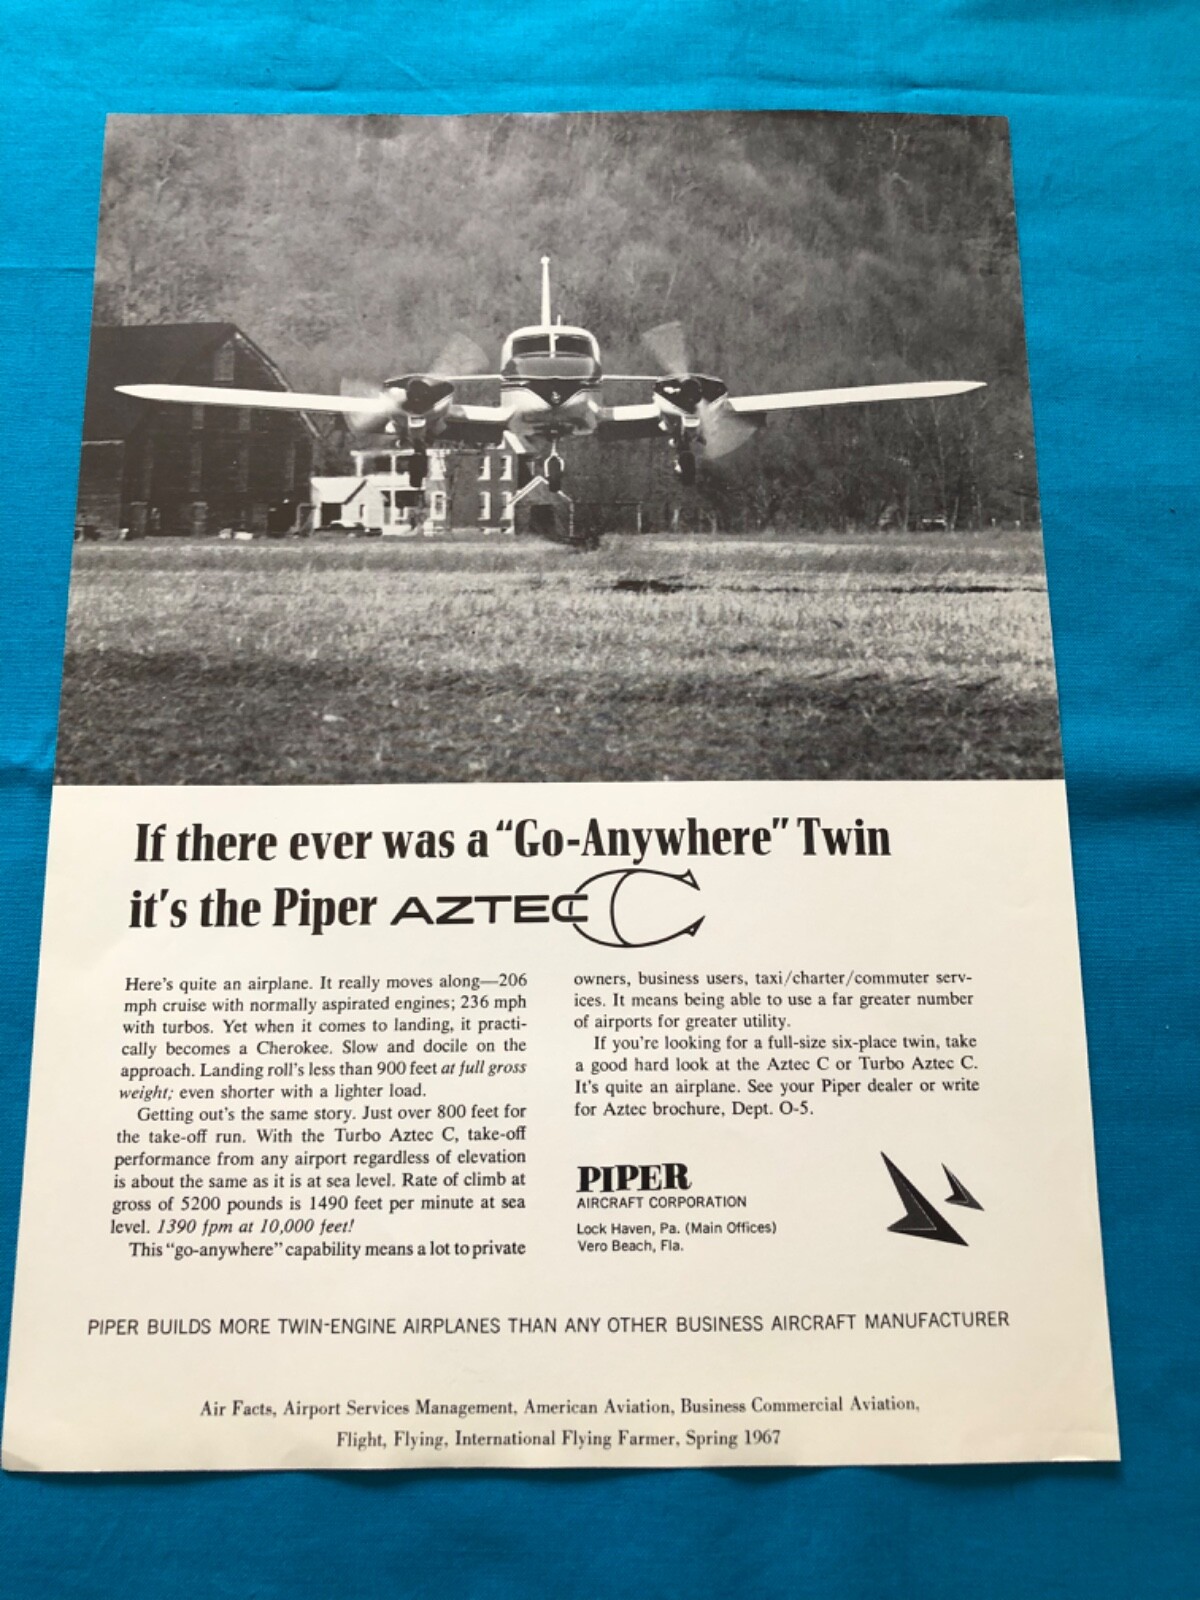 If there ever was a “Go-Anywhere” Twin
it's the Piper AZTEC C
Here's quite an airplane. It really moves along—206
mph cruise with normally aspirated engines; 236 mph
with turbos. Yet when it comes to landing, it practi-
cally becomes a Cherokee. Slow and docile on the
approach. Landing roll's less than 900 feet at full gross
weight; even shorter with a lighter load.
Getting out's the same story. Just over 800 feet for
the take-off run. With the Turbo Aztec C, take-off
performance from any airport regardless of elevation
is about the same as it is at sea level. Rate of climb at
gross of 5200 pounds is 1490 feet per minute at sea
level. 1390 fpm at 10,000 feet!
This “go-anywhere” capability means a lot to private
owners, business users, taxi/charter/commuter serv-
ices. It means being able to use a far greater number
of airports for greater utility.
If you're looking for a full-size six-place twin, take
a good hard look at the Aztec C or Turbo Aztec C.
It's quite an airplane. See your Piper dealer or write
for Aztec brochure, Dept. O-5.
PIPER
AIRCRAFT CORPORATION
Lock Haven, Pa. (Main Offices)
Vero Beach, Fla.
PIPER BUILDS MORE TWIN-ENGINE AIRPLANES THAN ANY OTHER BUSINESS AIRCRAFT MANUFACTURER
Air Facts, Airport Services Management, American Aviation, Business Commercial Aviation,
Flight, Flying, International Flying Farmer, Spring 1967